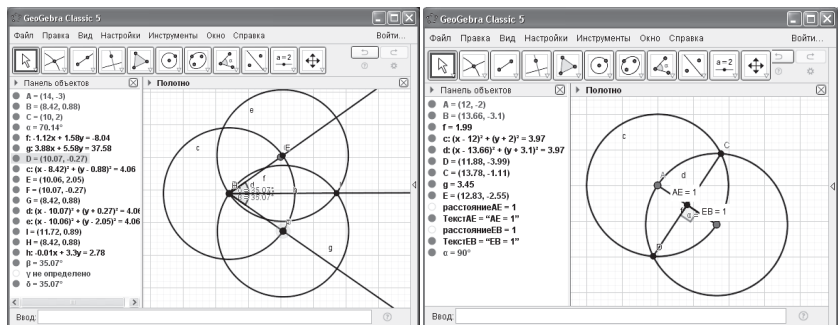 GeoGebra Classic 5
Файл Правка Вид Настройки Инструменты Окно Справка Войти...
a = 2
Панель объектов
Полотно
A = (14, -3)
B = (8.42, 0.88)
C = (10, 2)
α = 70.14°
f: -1.12x + 1.58y = -8.04
g: 3.88x + 5.58y = 37.58
D = (10.07, -0.27)
c: (x - 8.42)² + (y - 0.88)² = 4.06
E = (10.06, 2.05)
F = (10.07, -0.27)
G = (8.42, 0.88)
d: (x - 10.07)² + (y + 0.27)² = 4.06
e: (x - 10.06)² + (y - 2.05)² = 4.06
I = (11.72, 0.89)
H = (8.42, 0.88)
h: -0.01x + 3.3y = 2.78
β = 35.07°
γ не определено
δ = 35.07°
e
c
f
g
Ввод:
GeoGebra Classic 5
Файл Правка Вид Настройки Инструменты Окно Справка Войти...
a = 2
Панель объектов
Полотно
A = (12, -2)
B = (13.66, -3.1)
f = 1.99
c: (x - 12)² + (y + 2)² = 3.97
d: (x - 13.66)² + (y + 3.1)² = 3.97
D = (11.88, -3.99)
C = (13.78, -1.11)
g = 3.45
E = (12.83, -2.55)
расстояниеAE = 1
ТекстAE = "AE = 1"
расстояниеEB = 1
ТекстEB = "EB = 1"
α = 90°
c
C
A
d
AE = 1
EB = 1
α
D
Ввод: